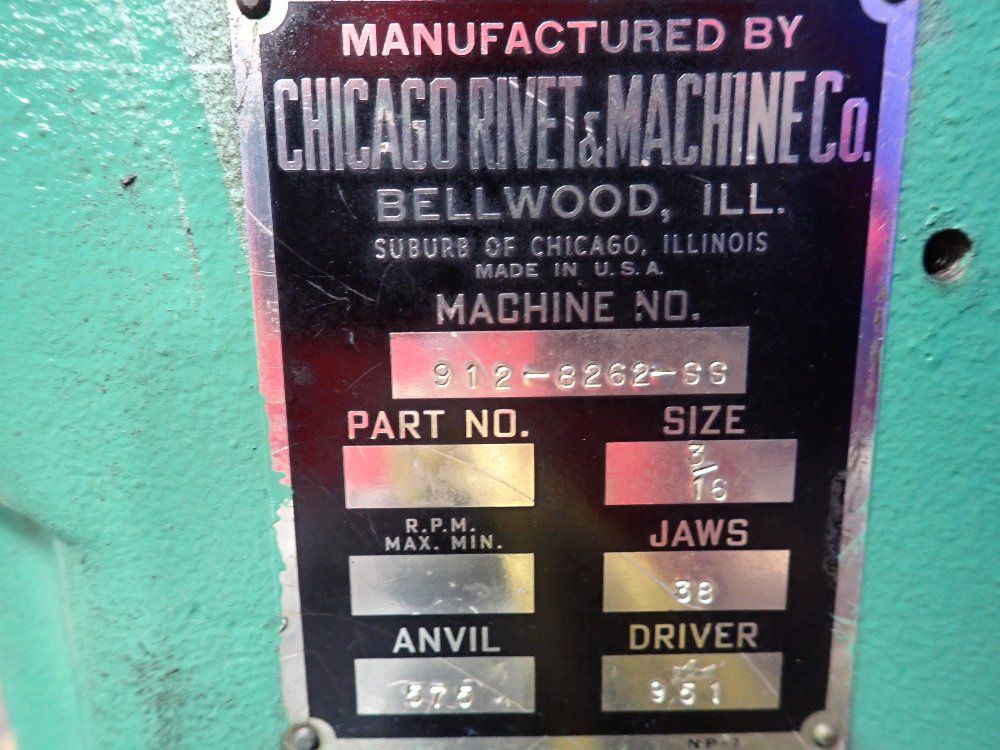 MANUFACTURED BY
CHICAGO RIVET & MACHINE Co.
BELLWOOD, ILL.
SUBURB OF CHICAGO, ILLINOIS
MADE IN U.S.A.
MACHINE NO.
912-8262-SS
PART NO. SIZE
3/16
R.P.M. JAWS
MAX. MIN.
38
ANVIL DRIVER
575 951
NP-7